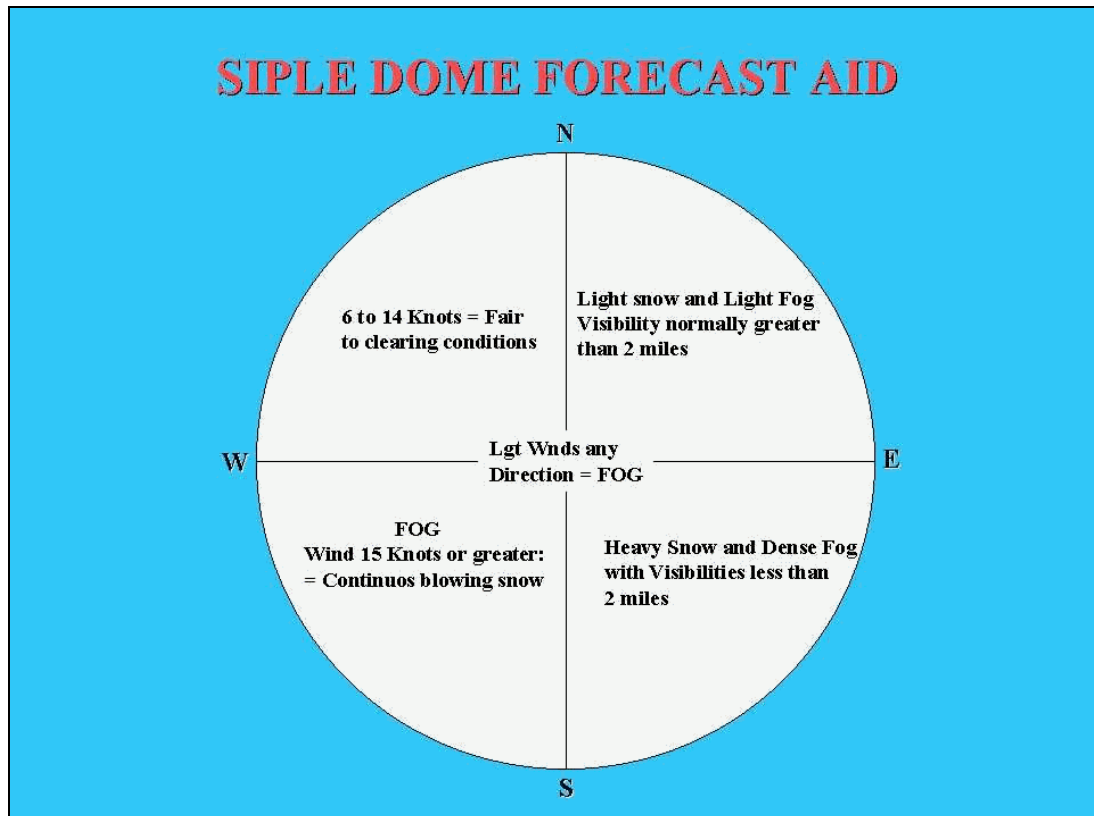 SIPLE DOME FORECAST AID
N
6 to 14 Knots = Fair
to clearing conditions
Light snow and Light Fog
Visibility normally greater
than 2 miles
W
Lgt Wnds any
Direction = FOG
E
FOG
Wind 15 Knots or greater:
= Continuos blowing snow
Heavy Snow and Dense Fog
with Visibilities less than
2 miles
S